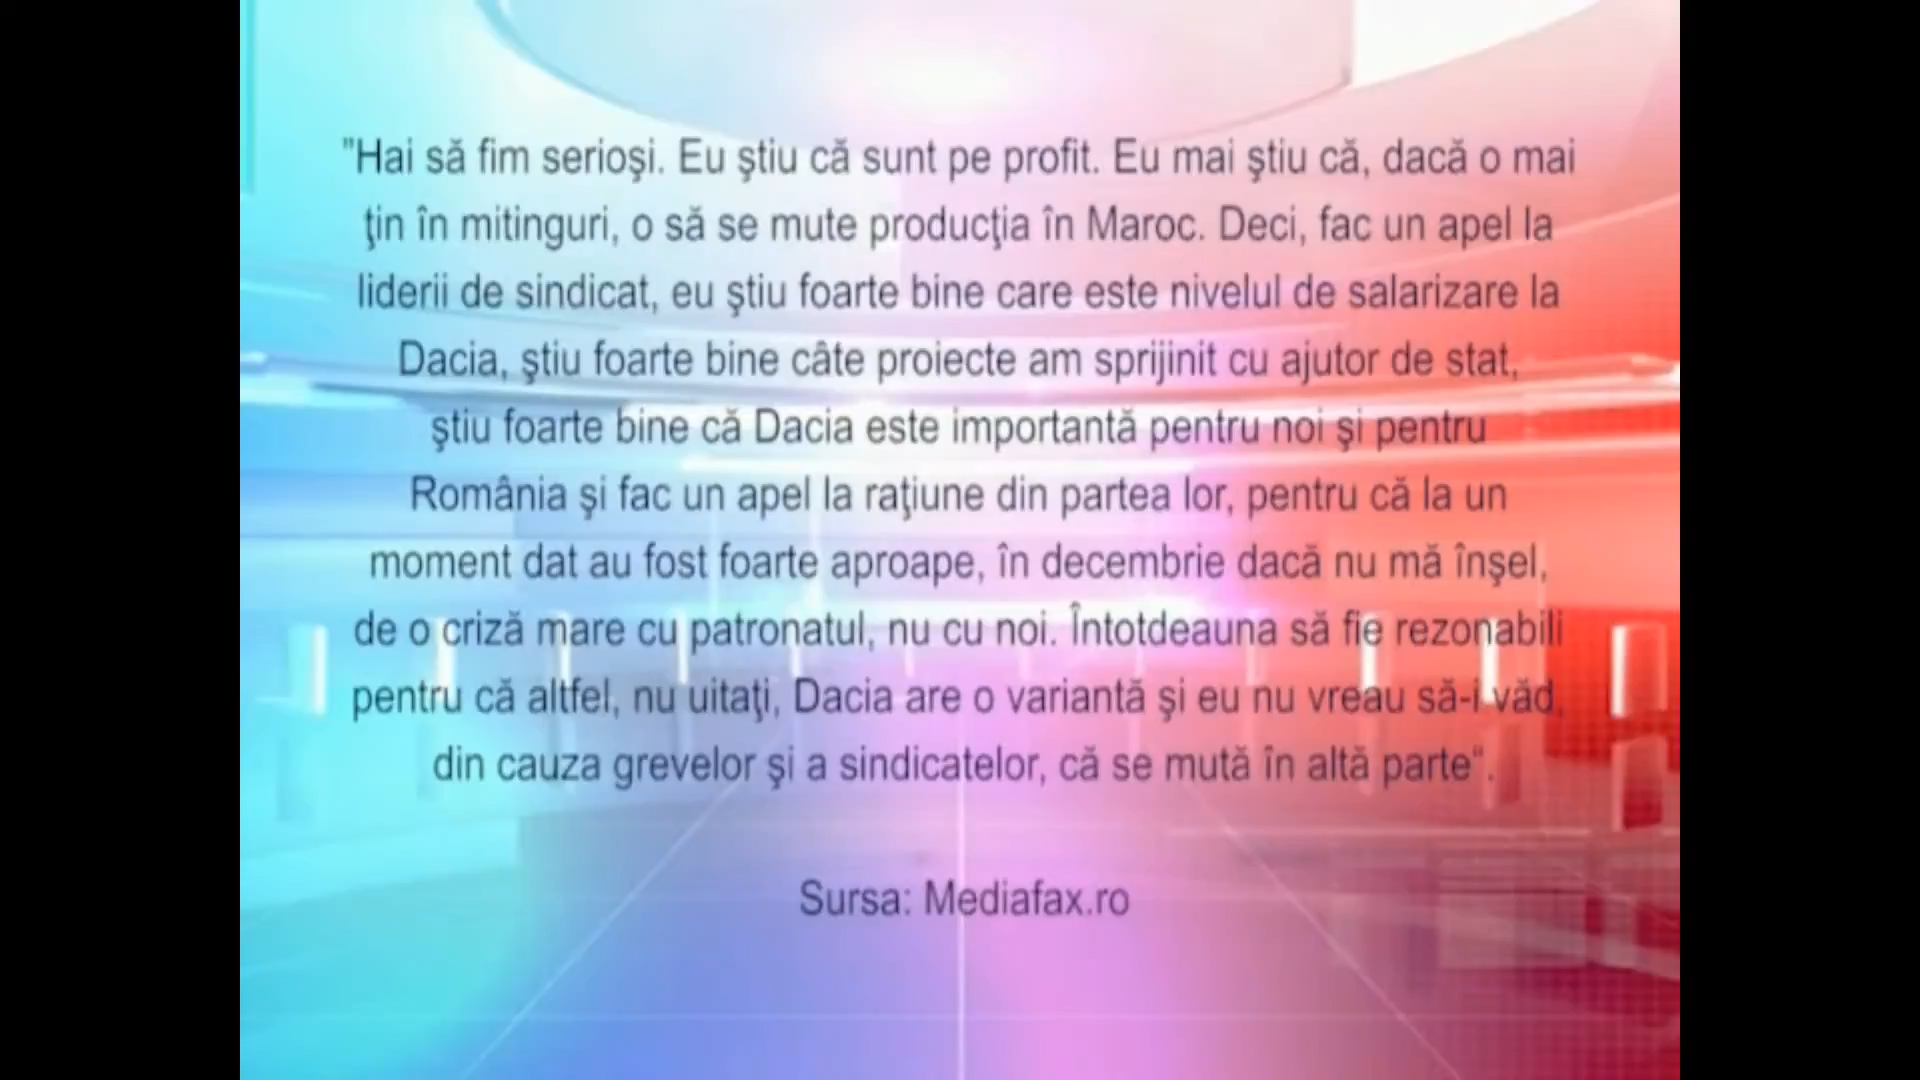 "Hai să fim serioşi. Eu ştiu că sunt pe profit. Eu mai ştiu că, dacă o mai
ţin în mitinguri, o să se mute producţia în Maroc. Deci, fac un apel la
liderii de sindicat, eu ştiu foarte bine care este nivelul de salarizare la
Dacia, ştiu foarte bine câte proiecte am sprijinit cu ajutor de stat,
ştiu foarte bine că Dacia este importantă pentru noi şi pentru
România şi fac un apel la raţiune din partea lor, pentru că la un
moment dat au fost foarte aproape, în decembrie dacă nu mă înşel,
de o criză mare cu patronatul, nu cu noi. Întotdeauna să fie rezonabili
pentru că altfel, nu uitaţi, Dacia are o variantă şi eu nu vreau să-i văd,
din cauza grevelor şi a sindicatelor, că se mută în altă parte“.
Sursa: Mediafax.ro